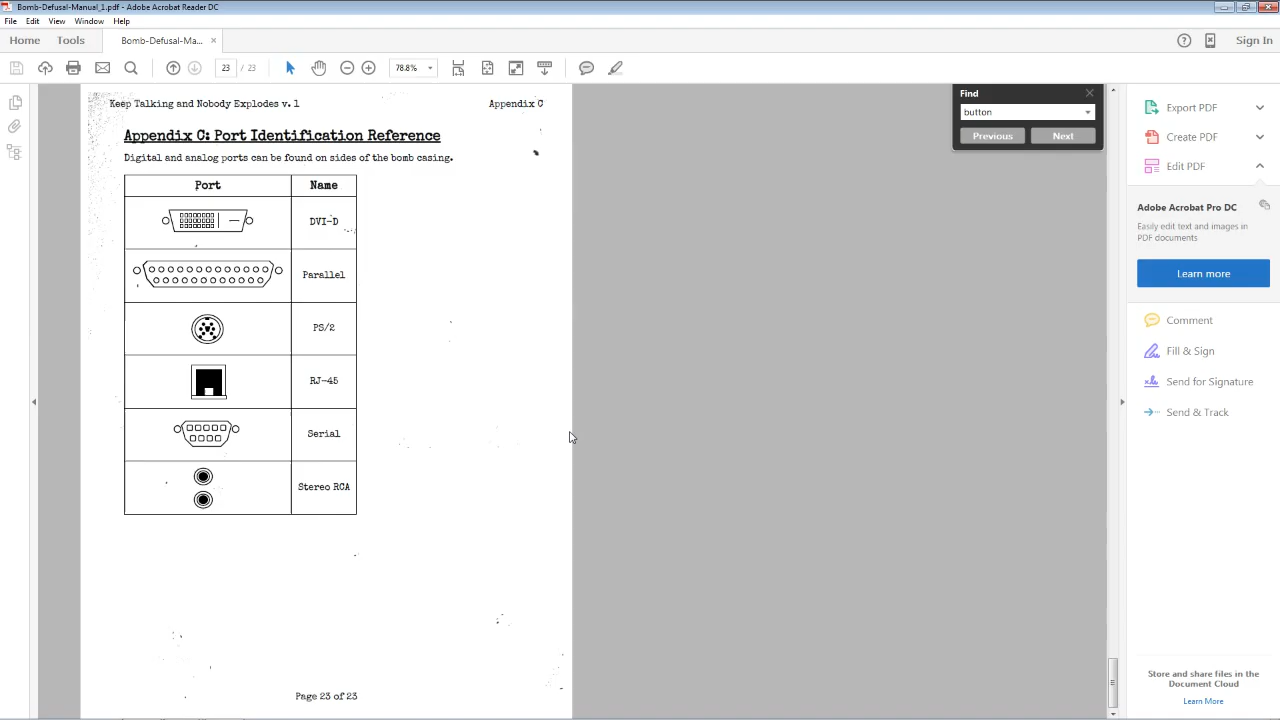 Bomb-Defusal-Manual_1.pdf - Adobe Acrobat Reader DC
File Edit View Window Help
Home Tools Bomb-Defusal-Ma... × Sign In
23 / 23 78.8%
Keep Talking and Nobody Explodes v. 1 Appendix C
Appendix C: Port Identification Reference
Digital and analog ports can be found on sides of the bomb casing.
Port Name
DVI-D
Parallel
PS/2
RJ-45
Serial
Stereo RCA
Page 23 of 23
Find
button
Previous Next
Export PDF
Create PDF
Edit PDF
Adobe Acrobat Pro DC
Easily edit text and images in
PDF documents
Learn more
Comment
Fill & Sign
Send for Signature
Send & Track
Store and share files in the
Document Cloud
Learn More